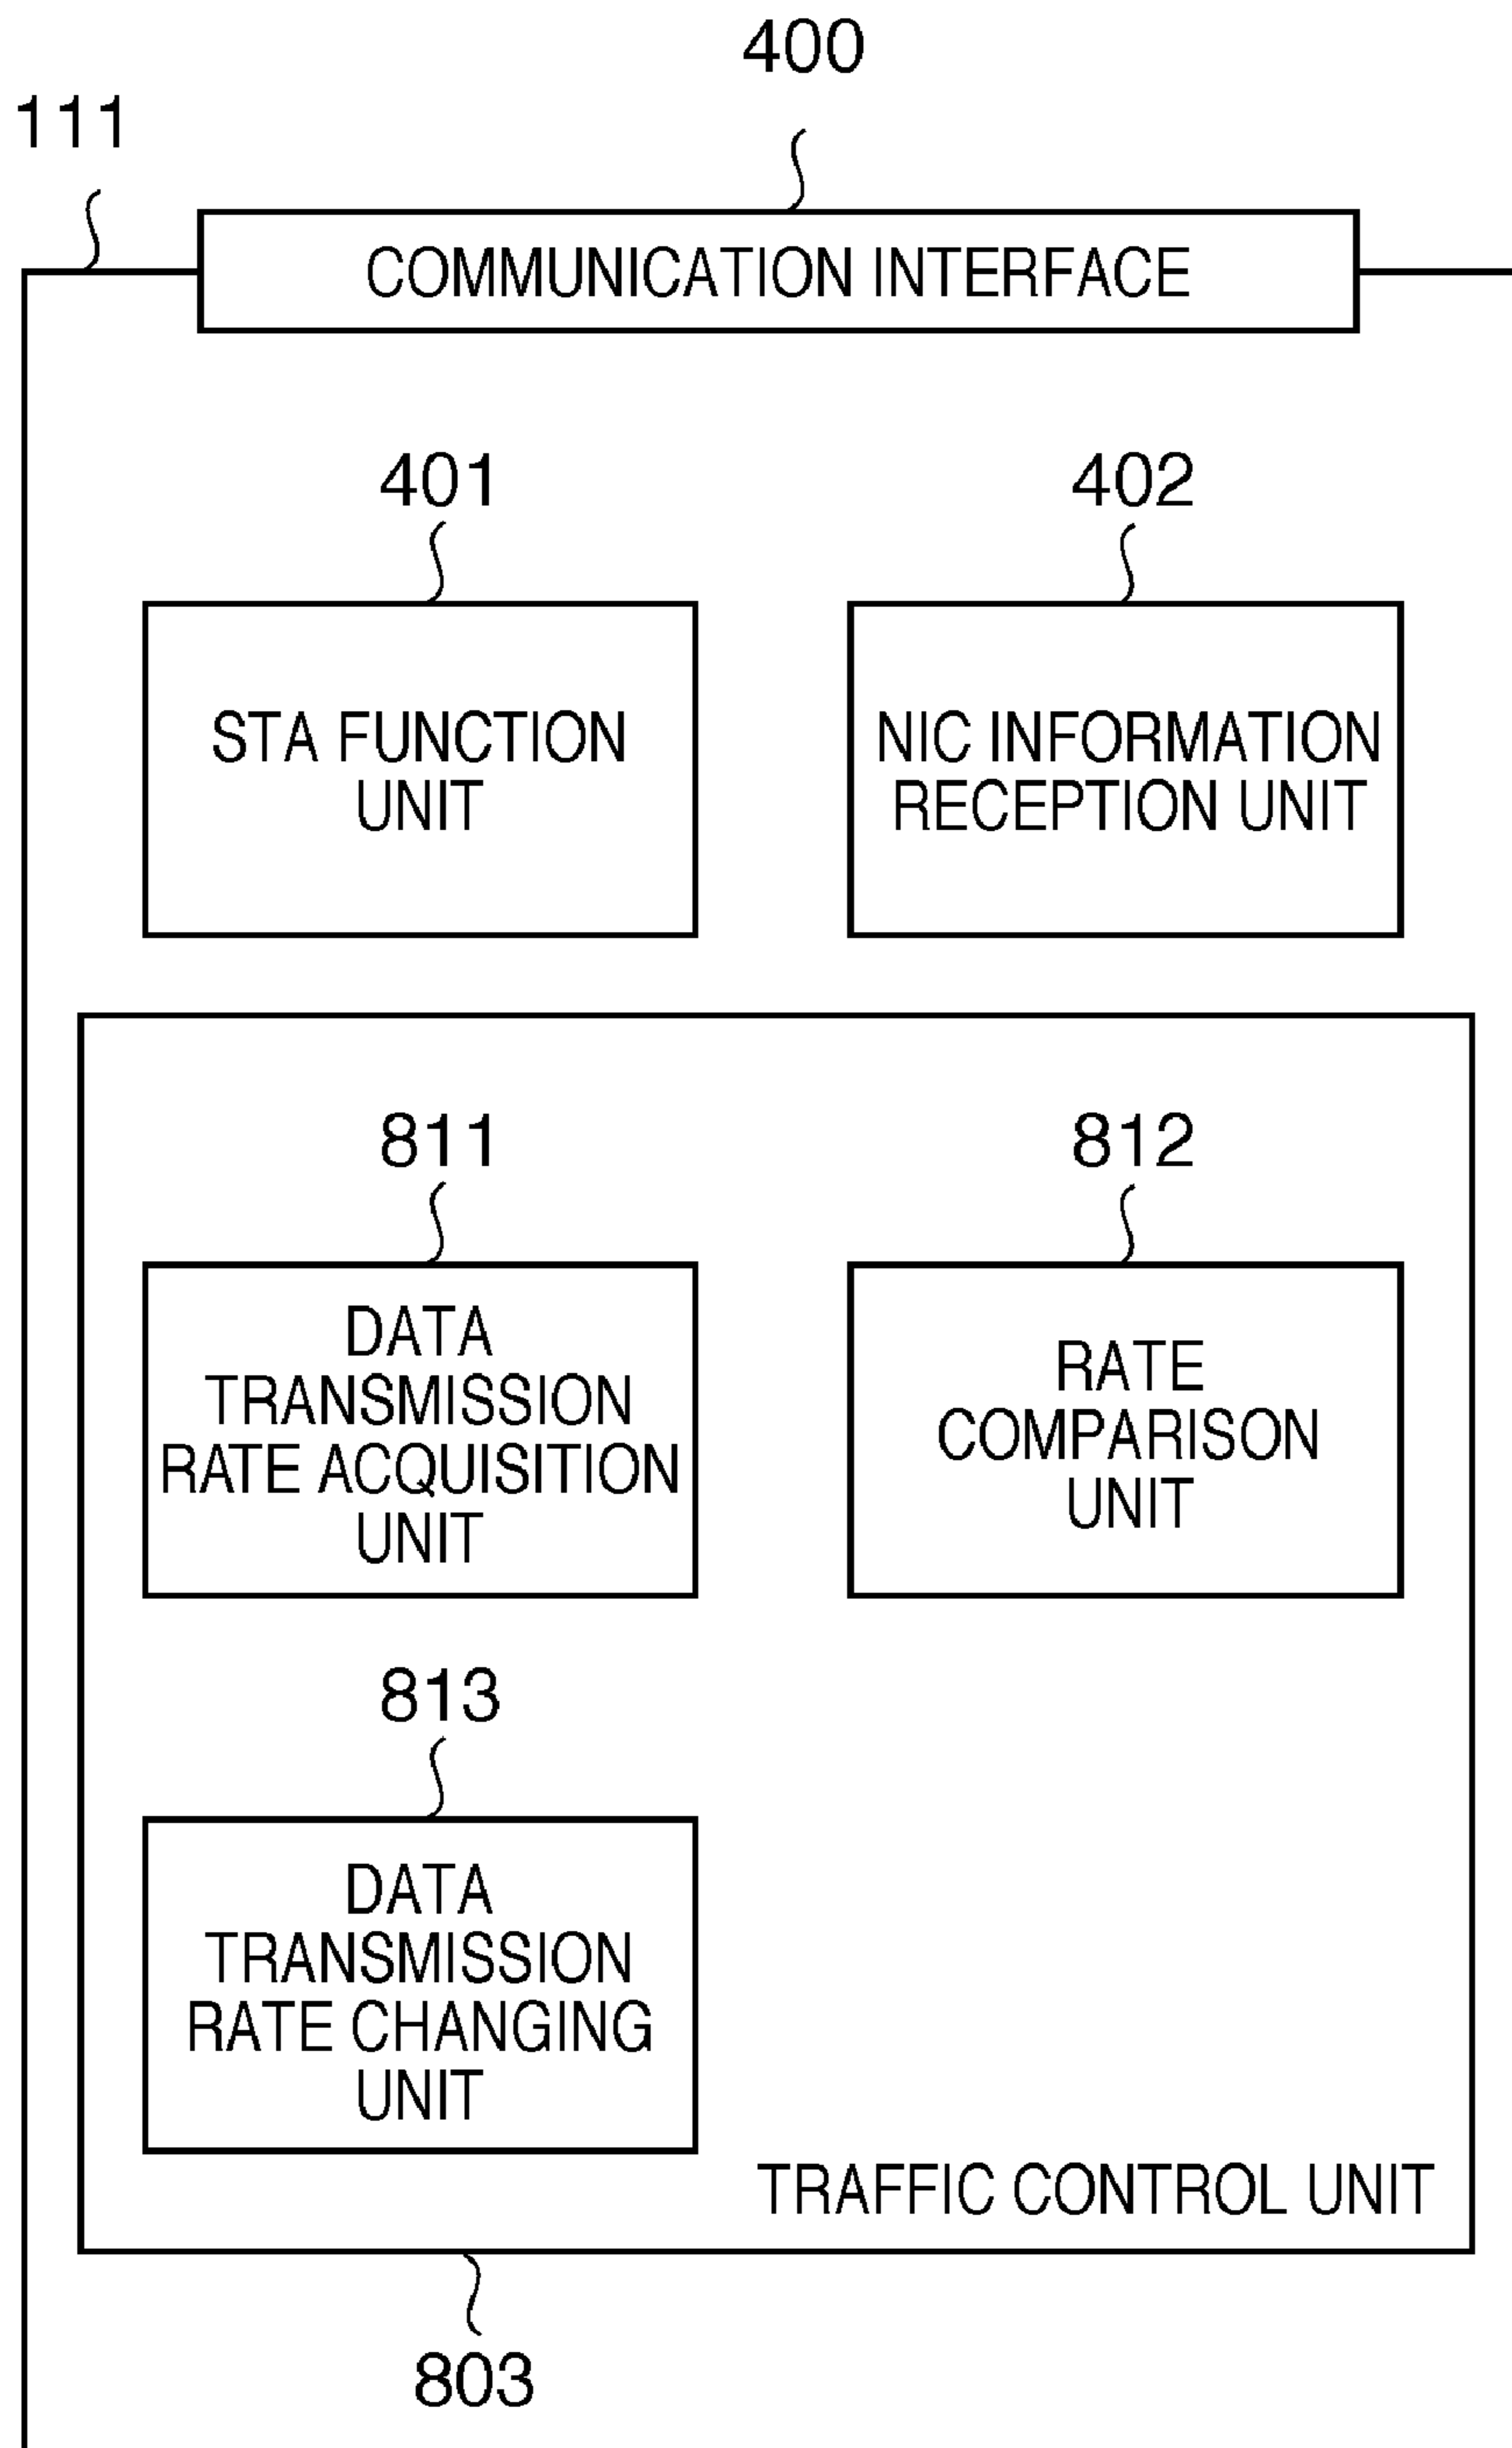 400
111
COMMUNICATION INTERFACE
401
402
STA FUNCTION
UNIT
NIC INFORMATION
RECEPTION UNIT
811
812
DATA
TRANSMISSION
RATE ACQUISITION
UNIT
RATE
COMPARISON
UNIT
813
DATA
TRANSMISSION
RATE CHANGING
UNIT
TRAFFIC CONTROL UNIT
803